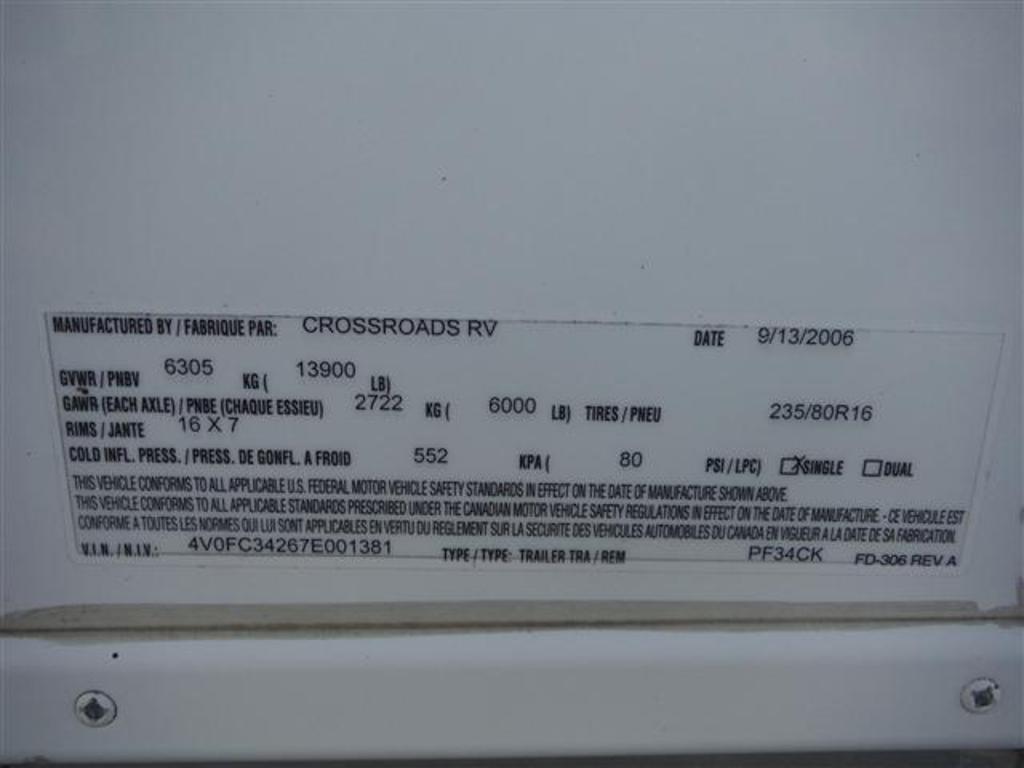 MANUFACTURED BY / FABRIQUE PAR: CROSSROADS RV DATE 9/13/2006
GVWR / PNBV 6305 KG ( 13900 LB)
GAWR (EACH AXLE) / PNBE (CHAQUE ESSIEU) 2722 KG ( 6000 LB) TIRES / PNEU 235/80R16
RIMS / JANTE 16 X 7
COLD INFL. PRESS. / PRESS. DE GONFL. A FROID 552 KPA ( 80 PSI / LPC) ☒ SINGLE ☐ DUAL
THIS VEHICLE CONFORMS TO ALL APPLICABLE U.S. FEDERAL MOTOR VEHICLE SAFETY STANDARDS IN EFFECT ON THE DATE OF MANUFACTURE SHOWN ABOVE.
THIS VEHICLE CONFORMS TO ALL APPLICABLE STANDARDS PRESCRIBED UNDER THE CANADIAN MOTOR VEHICLE SAFETY REGULATIONS IN EFFECT ON THE DATE OF MANUFACTURE. - CE VEHICULE EST
CONFORME A TOUTES LES NORMES QUI LUI SONT APPLICABLES EN VERTU DU REGLEMENT SUR LA SECURITE DES VEHICULES AUTOMOBILES DU CANADA EN VIGUEUR A LA DATE DE SA FABRICATION.
V.I.N. / N.I.V.: 4V0FC34267E001381 TYPE / TYPE: TRAILER TRA / REM PF34CK FD-306 REV A